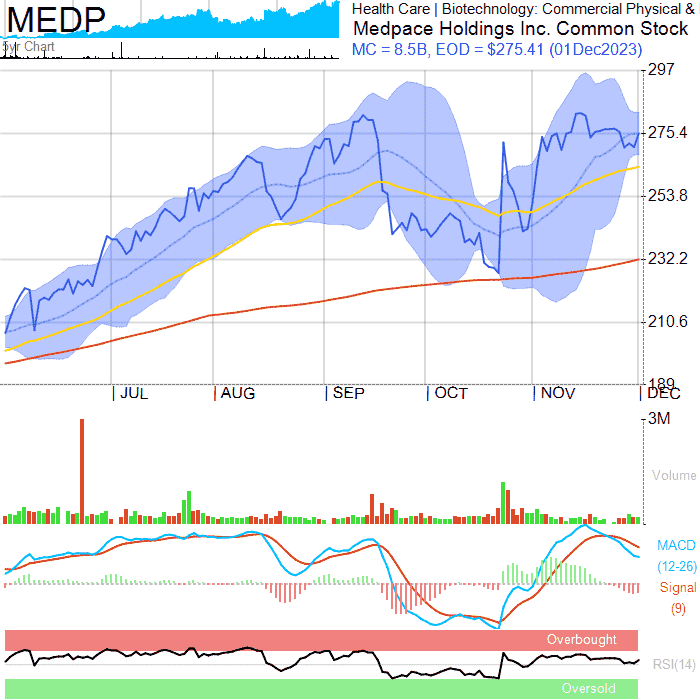 MEDP
5yr Chart
Health Care | Biotechnology: Commercial Physical &
Medpace Holdings Inc. Common Stock
MC = 8.5B, EOD = $275.41 (01Dec2023)
297
275.4
253.8
232.2
210.6
189
JUL AUG SEP OCT NOV DEC
3M
Volume
MACD
(12-26)
Signal
(9)
Overbought
RSI(14)
Oversold